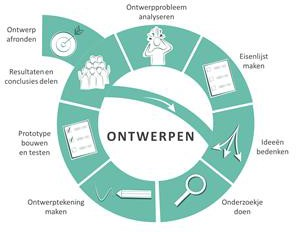 Ontwerpprobleem
analyseren
Eisenlijst
maken
Ideeën
bedenken
Onderzoekje
doen
Ontwerptekening
maken
Prototype
bouwen
en testen
Resultaten en
conclusies delen
Ontwerp
afronden
ONTWERPEN